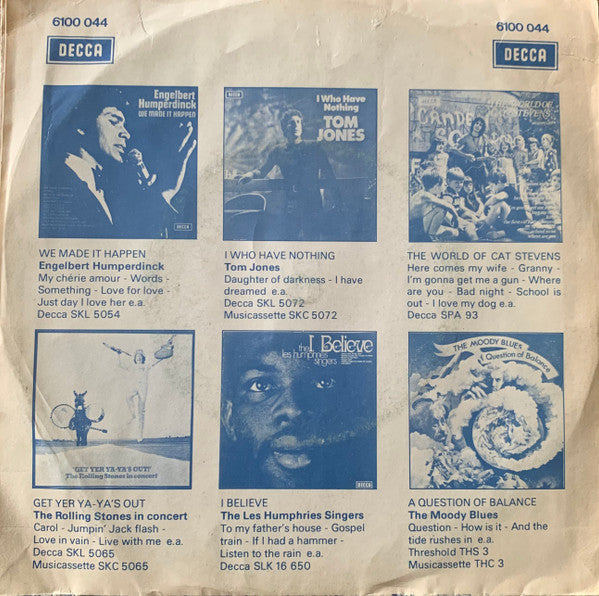 6100 044
6100 044
DECCA
DECCA
Engelbert
Humperdinck
WE MADE IT HAPPEN
DECCA
WE MADE IT HAPPEN
Engelbert Humperdinck
My chérie amour - Words -
Something - Love for love -
Just day I love her e.a.
Decca SKL 5054
DECCA
I Who Have
Nothing
TOM
JONES
I WHO HAVE NOTHING
Tom Jones
Daughter of darkness - I have
dreamed e.a.
Decca SKL 5072
Musicassette SKC 5072
THE WORLD OF
STEVENS
THE WORLD OF CAT STEVENS
Here comes my wife - Granny -
I'm gonna get me a gun - Where
are you - Bad night - School is
out - I love my dog e.a.
Decca SPA 93
'GET YER YA-YA'S OUT!'
The Rolling Stones in concert
GET YER YA-YA'S OUT
The Rolling Stones in concert
Carol - Jumpin' Jack flash -
Love in vain - Live with me e.a.
Decca SKL 5065
Musicassette SKC 5065
I Believe
the
les humphries
singers
DECCA
I BELIEVE
The Les Humphries Singers
To my father's house - Gospel
train - If I had a hammer -
Listen to the rain e.a.
Decca SLK 16 650
THE MOODY BLUES
A Question of Balance
A QUESTION OF BALANCE
The Moody Blues
Question - How is it - And the
tide rushes in e.a.
Threshold THS 3
Musicassette THC 3